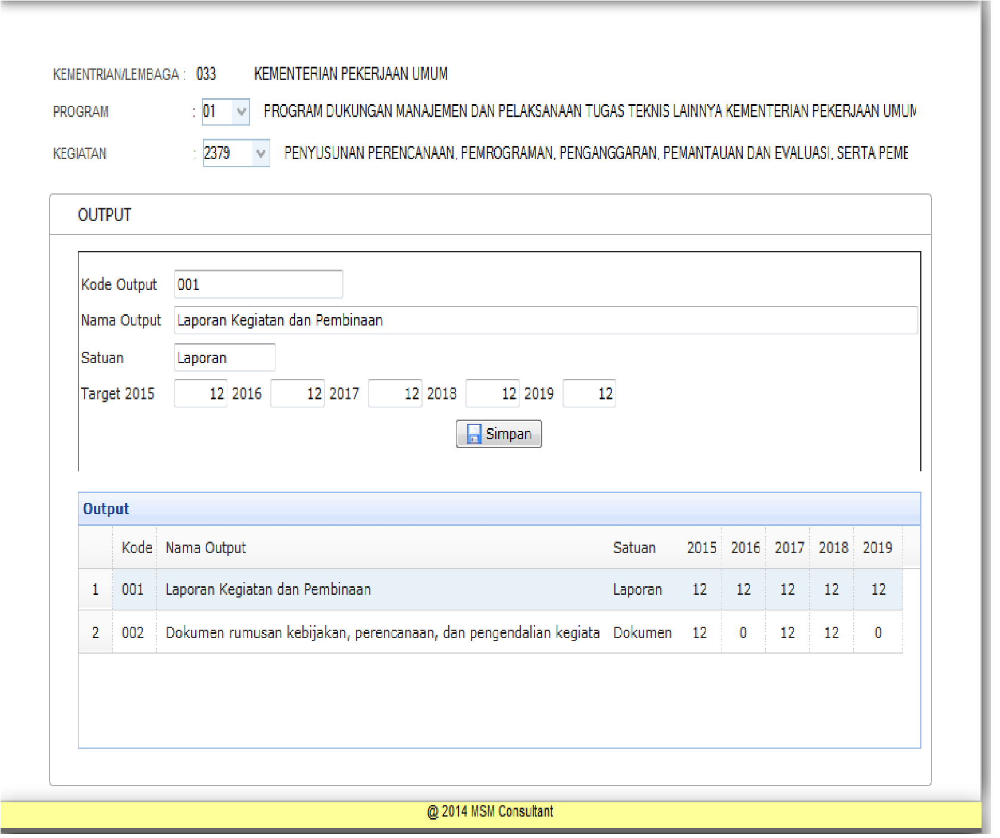 KEMENTRIAN/LEMBAGA : 033 KEMENTERIAN PEKERJAAN UMUM
PROGRAM : 01 PROGRAM DUKUNGAN MANAJEMEN DAN PELAKSANAAN TUGAS TEKNIS LAINNYA KEMENTERIAN PEKERJAAN UMUM
KEGIATAN : 2379 PENYUSUNAN PERENCANAAN, PEMROGRAMAN, PENGANGGARAN, PEMANTAUAN DAN EVALUASI, SERTA PEME
OUTPUT
Kode Output 001
Nama Output Laporan Kegiatan dan Pembinaan
Satuan Laporan
Target 2015 12 2016 12 2017 12 2018 12 2019 12
Simpan
Output
Kode Nama Output Satuan 2015 2016 2017 2018 2019
1 001 Laporan Kegiatan dan Pembinaan Laporan 12 12 12 12 12
2 002 Dokumen rumusan kebijakan, perencanaan, dan pengendalian kegiata Dokumen 12 0 12 12 0
@ 2014 MSM Consultant